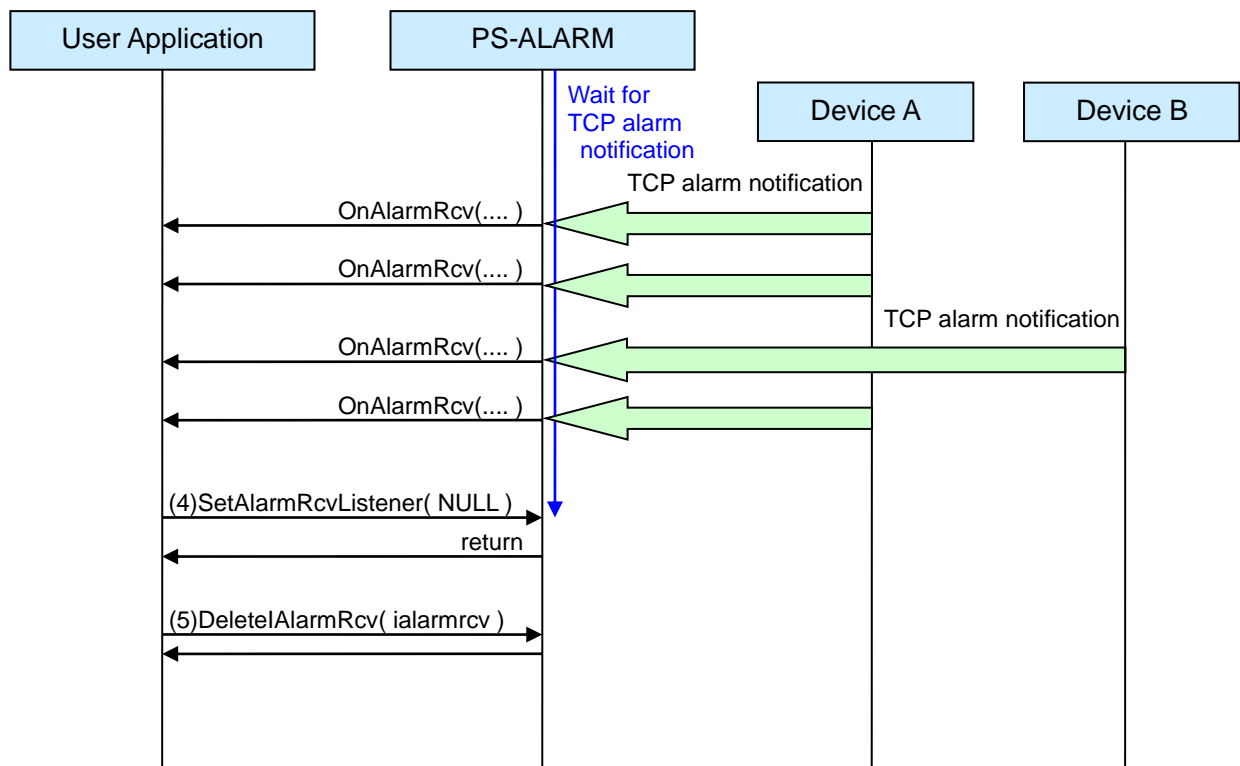 User Application
PS-ALARM
Wait for
TCP alarm
notification
Device A
Device B
TCP alarm notification
OnAlarmRcv(.... )
OnAlarmRcv(.... )
TCP alarm notification
OnAlarmRcv(.... )
OnAlarmRcv(.... )
(4)SetAlarmRcvListener( NULL )
return
(5)DeleteIAlarmRcv( ialarmrcv )